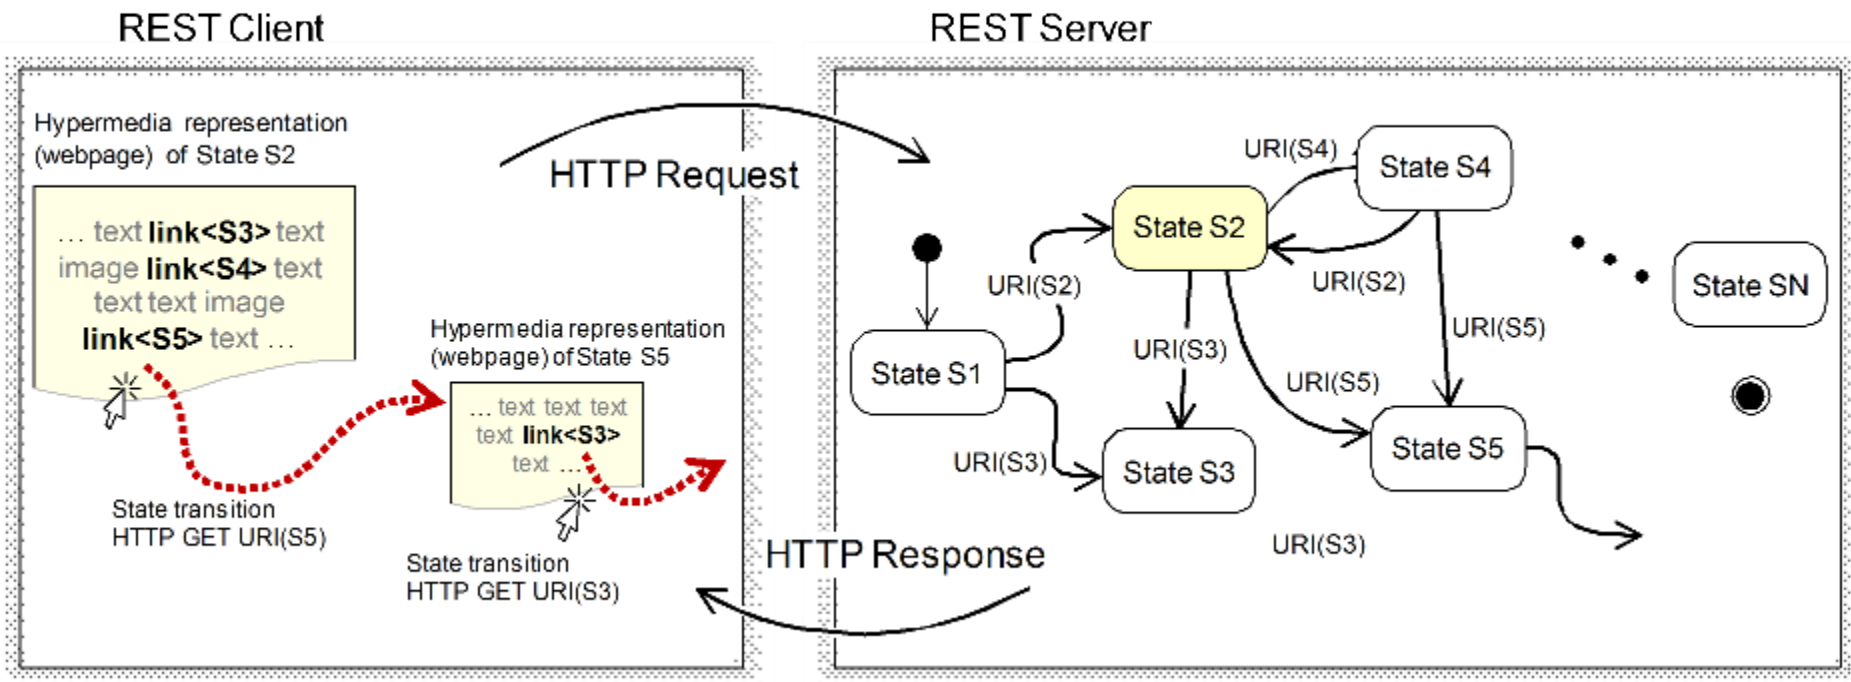 REST Client
REST Server
Hypermedia representation
(webpage) of State S2
... text link<S3> text
image link<S4> text
text text image
link<S5> text ...
State transition
HTTP GET URI(S5)
Hypermedia representation
(webpage) of State S5
... text text text
text link<S3>
text ...
State transition
HTTP GET URI(S3)
HTTP Request
HTTP Response
State S1
URI(S2)
URI(S3)
State S2
URI(S4)
State S4
URI(S2)
URI(S3)
URI(S5)
URI(S5)
State S3
State S5
URI(S3)
State SN